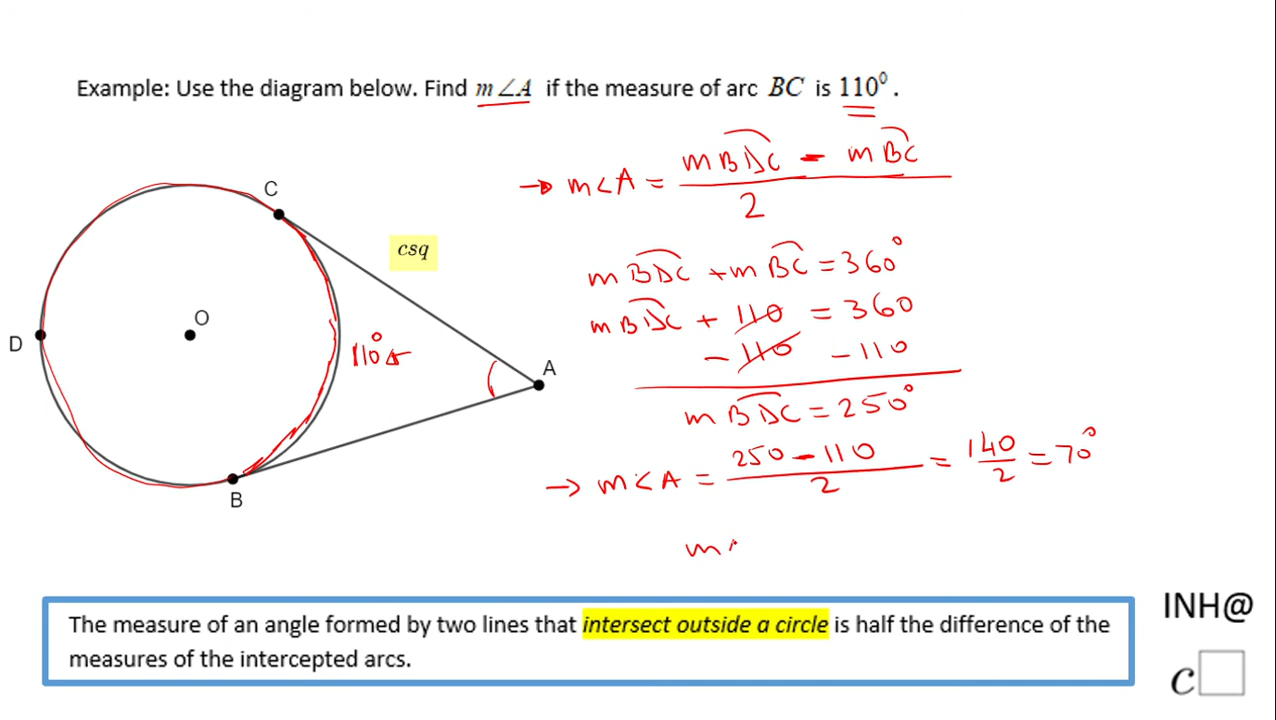 Example: Use the diagram below. Find m∠A if the measure of arc BC is 110⁰.
→ m∠A = (mBDC - mBC) / 2
C
csq
mBDC + mBC = 360°
mBDC + 110 = 360
- 110 - 110
O
D
110°
A
mBDC = 250°
→ m∠A = (250 - 110) / 2 = 140 / 2 = 70°
B
m
The measure of an angle formed by two lines that intersect outside a circle is half the difference of the
measures of the intercepted arcs.
INH@
c